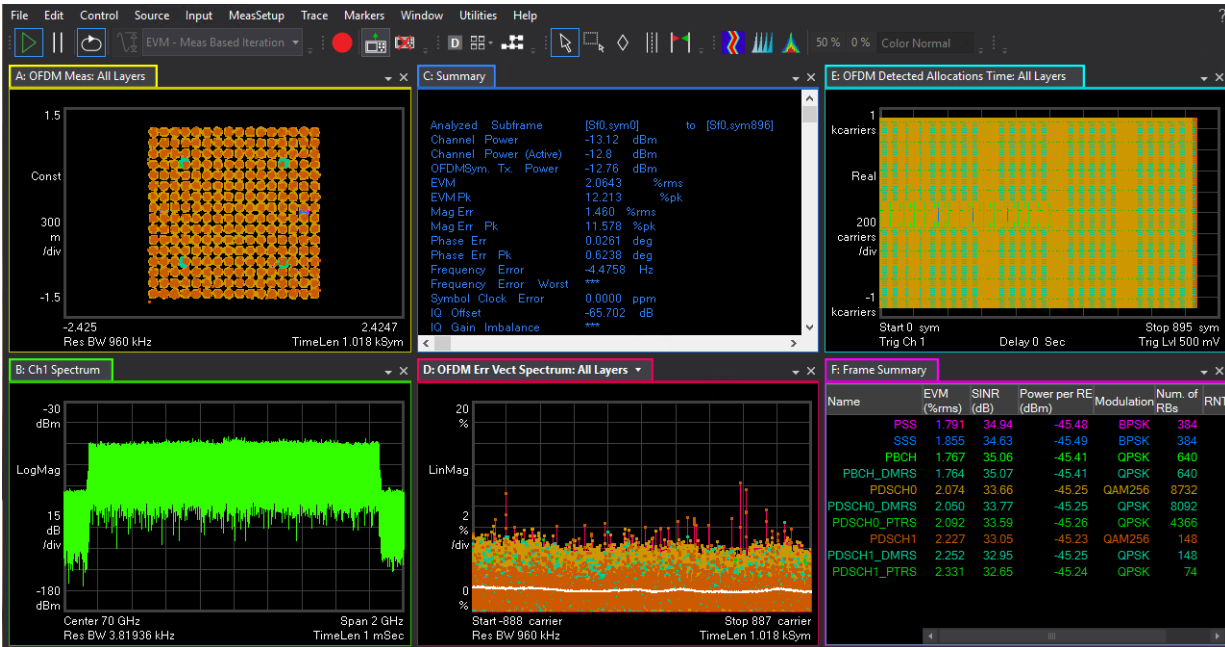 File Edit Control Source Input MeasSetup Trace Markers Window Utilities Help
EVM - Meas Based Iteration D 50 % 0 % Color Normal
A: OFDM Meas: All Layers
1.5
Const
300
m
/div
-1.5
-2.425 2.4247
Res BW 960 kHz TimeLen 1.018 kSym
C: Summary
Analyzed Subframe [Sf0,sym0] to [Sf0,sym896]
Channel Power -13.12 dBm
Channel Power (Active) -12.8 dBm
OFDMSym. Tx. Power -12.76 dBm
EVM 2.0643 %rms
EVMPk 12.213 %pk
Mag Err 1.460 %rms
Mag Err Pk 11.578 %pk
Phase Err 0.0261 deg
Phase Err Pk 0.6238 deg
Frequency Error -4.4758 Hz
Frequency Error Worst ***
Symbol Clock Error 0.0000 ppm
IQ Offset -65.702 dB
IQ Gain Imbalance ***
E: OFDM Detected Allocations Time: All Layers
1
kcarriers
Real
200
carriers
/div
-1
kcarriers
Start 0 sym Stop 895 sym
Trig Ch 1 Delay 0 Sec Trig Lvl 500 mV
B: Ch1 Spectrum
-30
dBm
LogMag
15
dB
/div
-180
dBm
Center 70 GHz Span 2 GHz
Res BW 3.81936 kHz TimeLen 1 mSec
D: OFDM Err Vect Spectrum: All Layers
20
%
LinMag
2
%
/div
0
%
Start -888 carrier Stop 887 carrier
Res BW 960 kHz TimeLen 1.018 kSym
F: Frame Summary
Name EVM (%rms) SINR (dB) Power per RE (dBm) Modulation Num. of RBs RNT
PSS 1.791 34.94 -45.48 BPSK 384
SSS 1.855 34.63 -45.49 BPSK 384
PBCH 1.767 35.06 -45.41 QPSK 640
PBCH_DMRS 1.764 35.07 -45.41 QPSK 640
PDSCH0 2.074 33.66 -45.25 QAM256 8732
PDSCH0_DMRS 2.050 33.77 -45.25 QPSK 8092
PDSCH0_PTRS 2.092 33.59 -45.26 QPSK 4366
PDSCH1 2.227 33.05 -45.23 QAM256 148
PDSCH1_DMRS 2.252 32.95 -45.25 QPSK 148
PDSCH1_PTRS 2.331 32.65 -45.24 QPSK 74